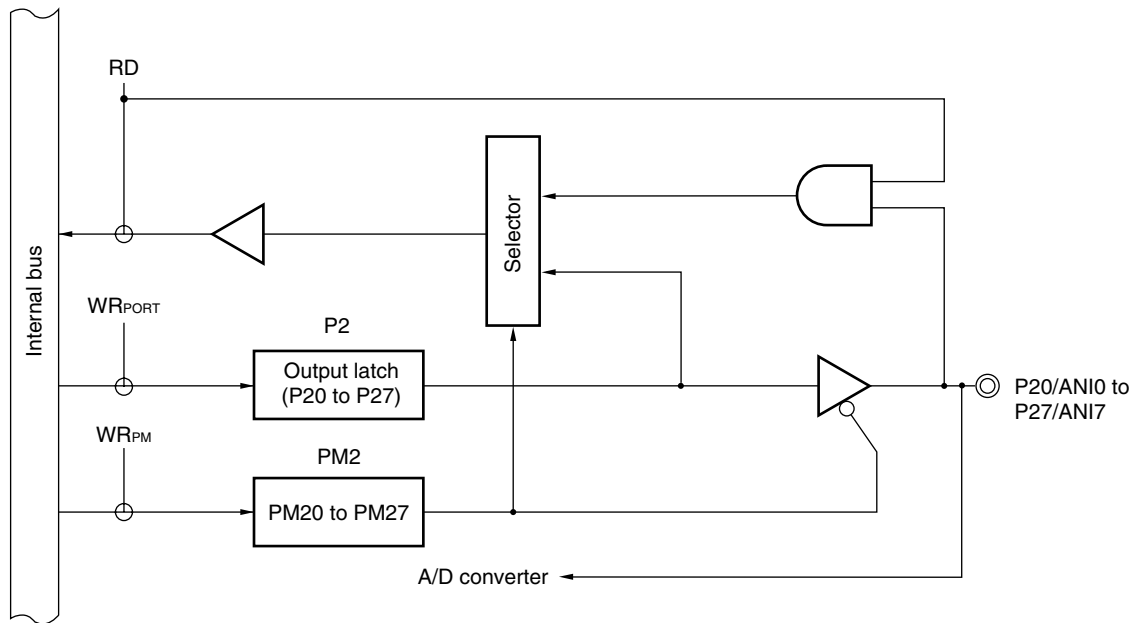 RD
Internal bus
Selector
WRPORT
P2
Output latch
(P20 to P27)
P20/ANI0 to
P27/ANI7
WRPM
PM2
PM20 to PM27
A/D converter